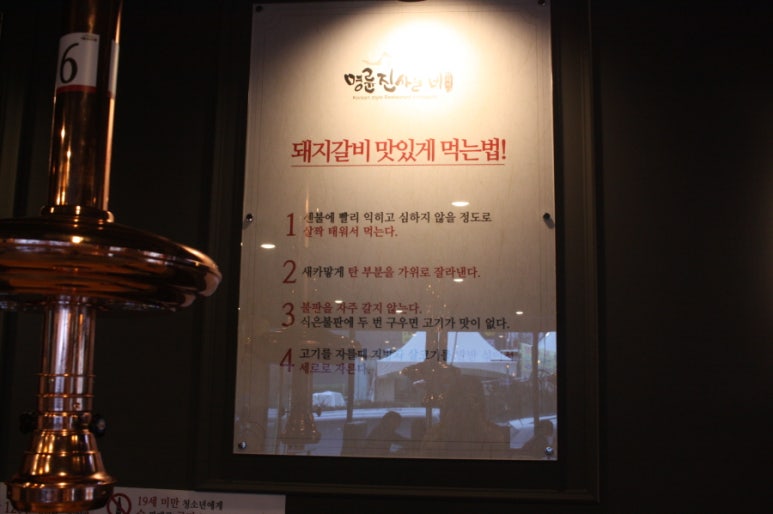 6
명륜진사갈비
돼지갈비 맛있게 먹는법!
1 센불에 빨리 익히고 심하지 않을 정도로
살짝 태워서 먹는다.
2 새카맣게 탄 부분을 가위로 잘라낸다.
3 불판을 자주 갈지 않는다.
식은불판에 두 번 구우면 고기가 맛이 없다.
4 고기를 자를때
세로로 자른다.
19세 미만 청소년에게